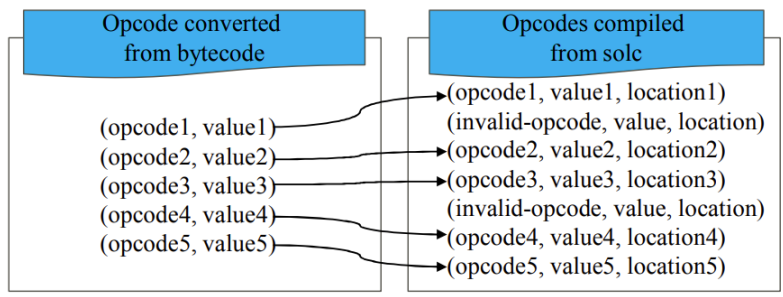 Opcode converted
from bytecode
(opcode1, value1)
(opcode2, value2)
(opcode3, value3)
(opcode4, value4)
(opcode5, value5)
Opcodes compiled
from solc
(opcode1, value1, location1)
(invalid-opcode, value, location)
(opcode2, value2, location2)
(opcode3, value3, location3)
(invalid-opcode, value, location)
(opcode4, value4, location4)
(opcode5, value5, location5)